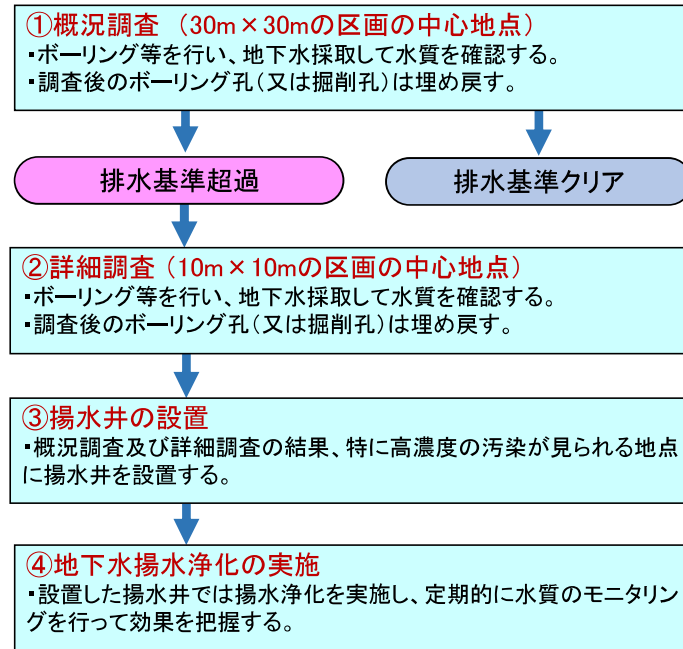 ①概況調査 (30m×30mの区画の中心地点)
・ボーリング等を行い、地下水採取して水質を確認する。
・調査後のボーリング孔(又は掘削孔)は埋め戻す。
排水基準超過
排水基準クリア
②詳細調査 (10m×10mの区画の中心地点)
・ボーリング等を行い、地下水採取して水質を確認する。
・調査後のボーリング孔(又は掘削孔)は埋め戻す。
③揚水井の設置
・概況調査及び詳細調査の結果、特に高濃度の汚染が見られる地点
に揚水井を設置する。
④地下水揚水浄化の実施
・設置した揚水井では揚水浄化を実施し、定期的に水質のモニタリン
グを行って効果を把握する。